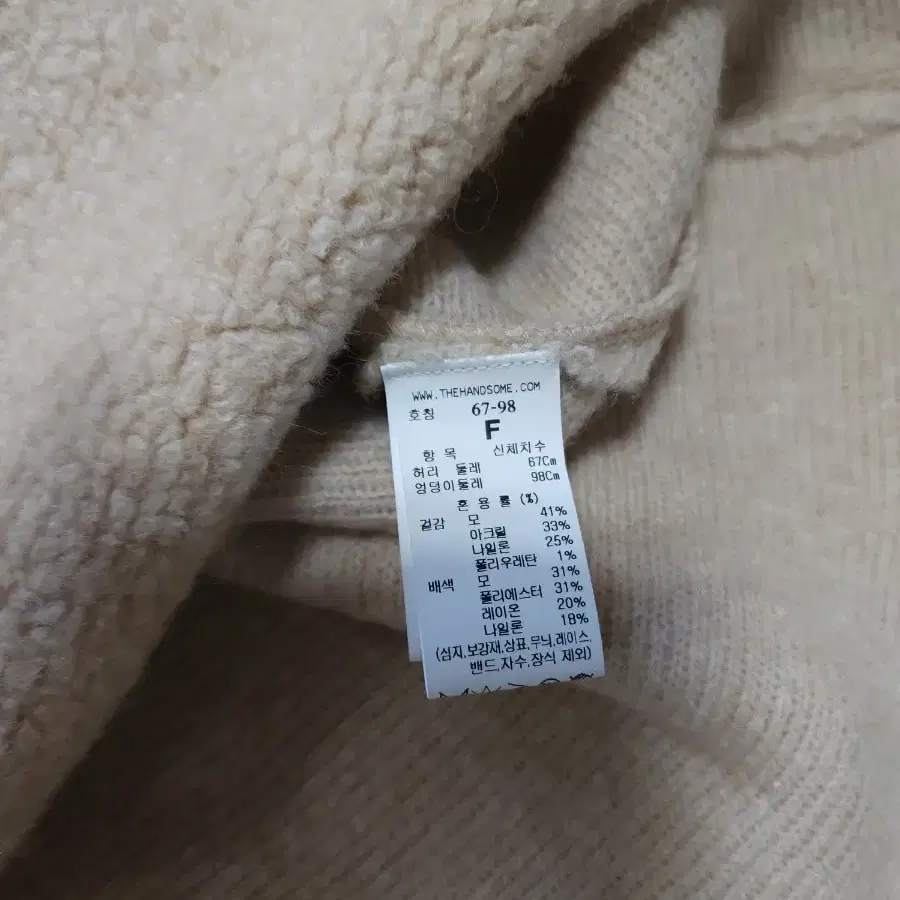 WWW.THEHANDSOME.COM
호칭 67-98
F
항 목 신체치수
허리 둘레 67Cm
엉덩이둘레 98Cm
혼 용 률 (%)
겉감 모 41%
아크릴 33%
나일론 25%
폴리우레탄 1%
배색 모 31%
폴리에스터 31%
레이온 20%
나일론 18%
(심지,보강재,상표,무늬,레이스,
밴드,자수,장식 제외)